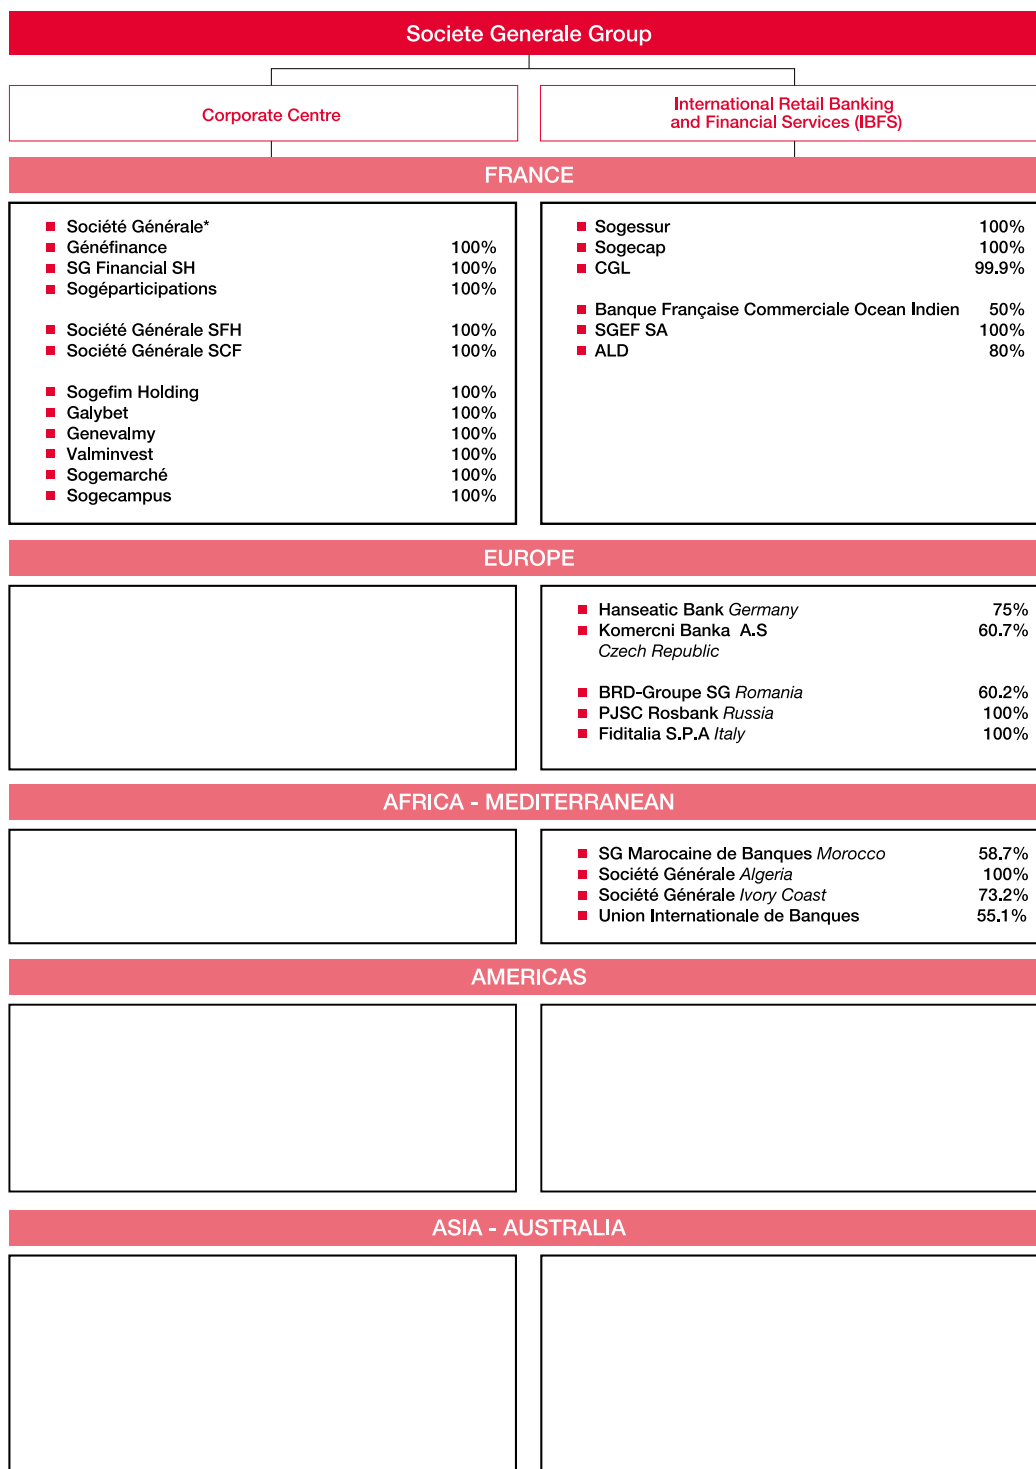 Societe Generale Group
Corporate Centre
International Retail Banking
and Financial Services (IBFS)
FRANCE
Société Générale*
Généfinance 100%
SG Financial SH 100%
Sogéparticipations 100%
Société Générale SFH 100%
Société Générale SCF 100%
Sogefim Holding 100%
Galybet 100%
Genevalmy 100%
Valminvest 100%
Sogemarché 100%
Sogecampus 100%
Sogessur 100%
Sogecap 100%
CGL 99.9%
Banque Française Commerciale Ocean Indien 50%
SGEF SA 100%
ALD 80%
EUROPE
Hanseatic Bank Germany 75%
Komercni Banka A.S 60.7%
Czech Republic
BRD-Groupe SG Romania 60.2%
PJSC Rosbank Russia 100%
Fiditalia S.P.A Italy 100%
AFRICA - MEDITERRANEAN
SG Marocaine de Banques Morocco 58.7%
Société Générale Algeria 100%
Société Générale Ivory Coast 73.2%
Union Internationale de Banques 55.1%
AMERICAS
ASIA - AUSTRALIA